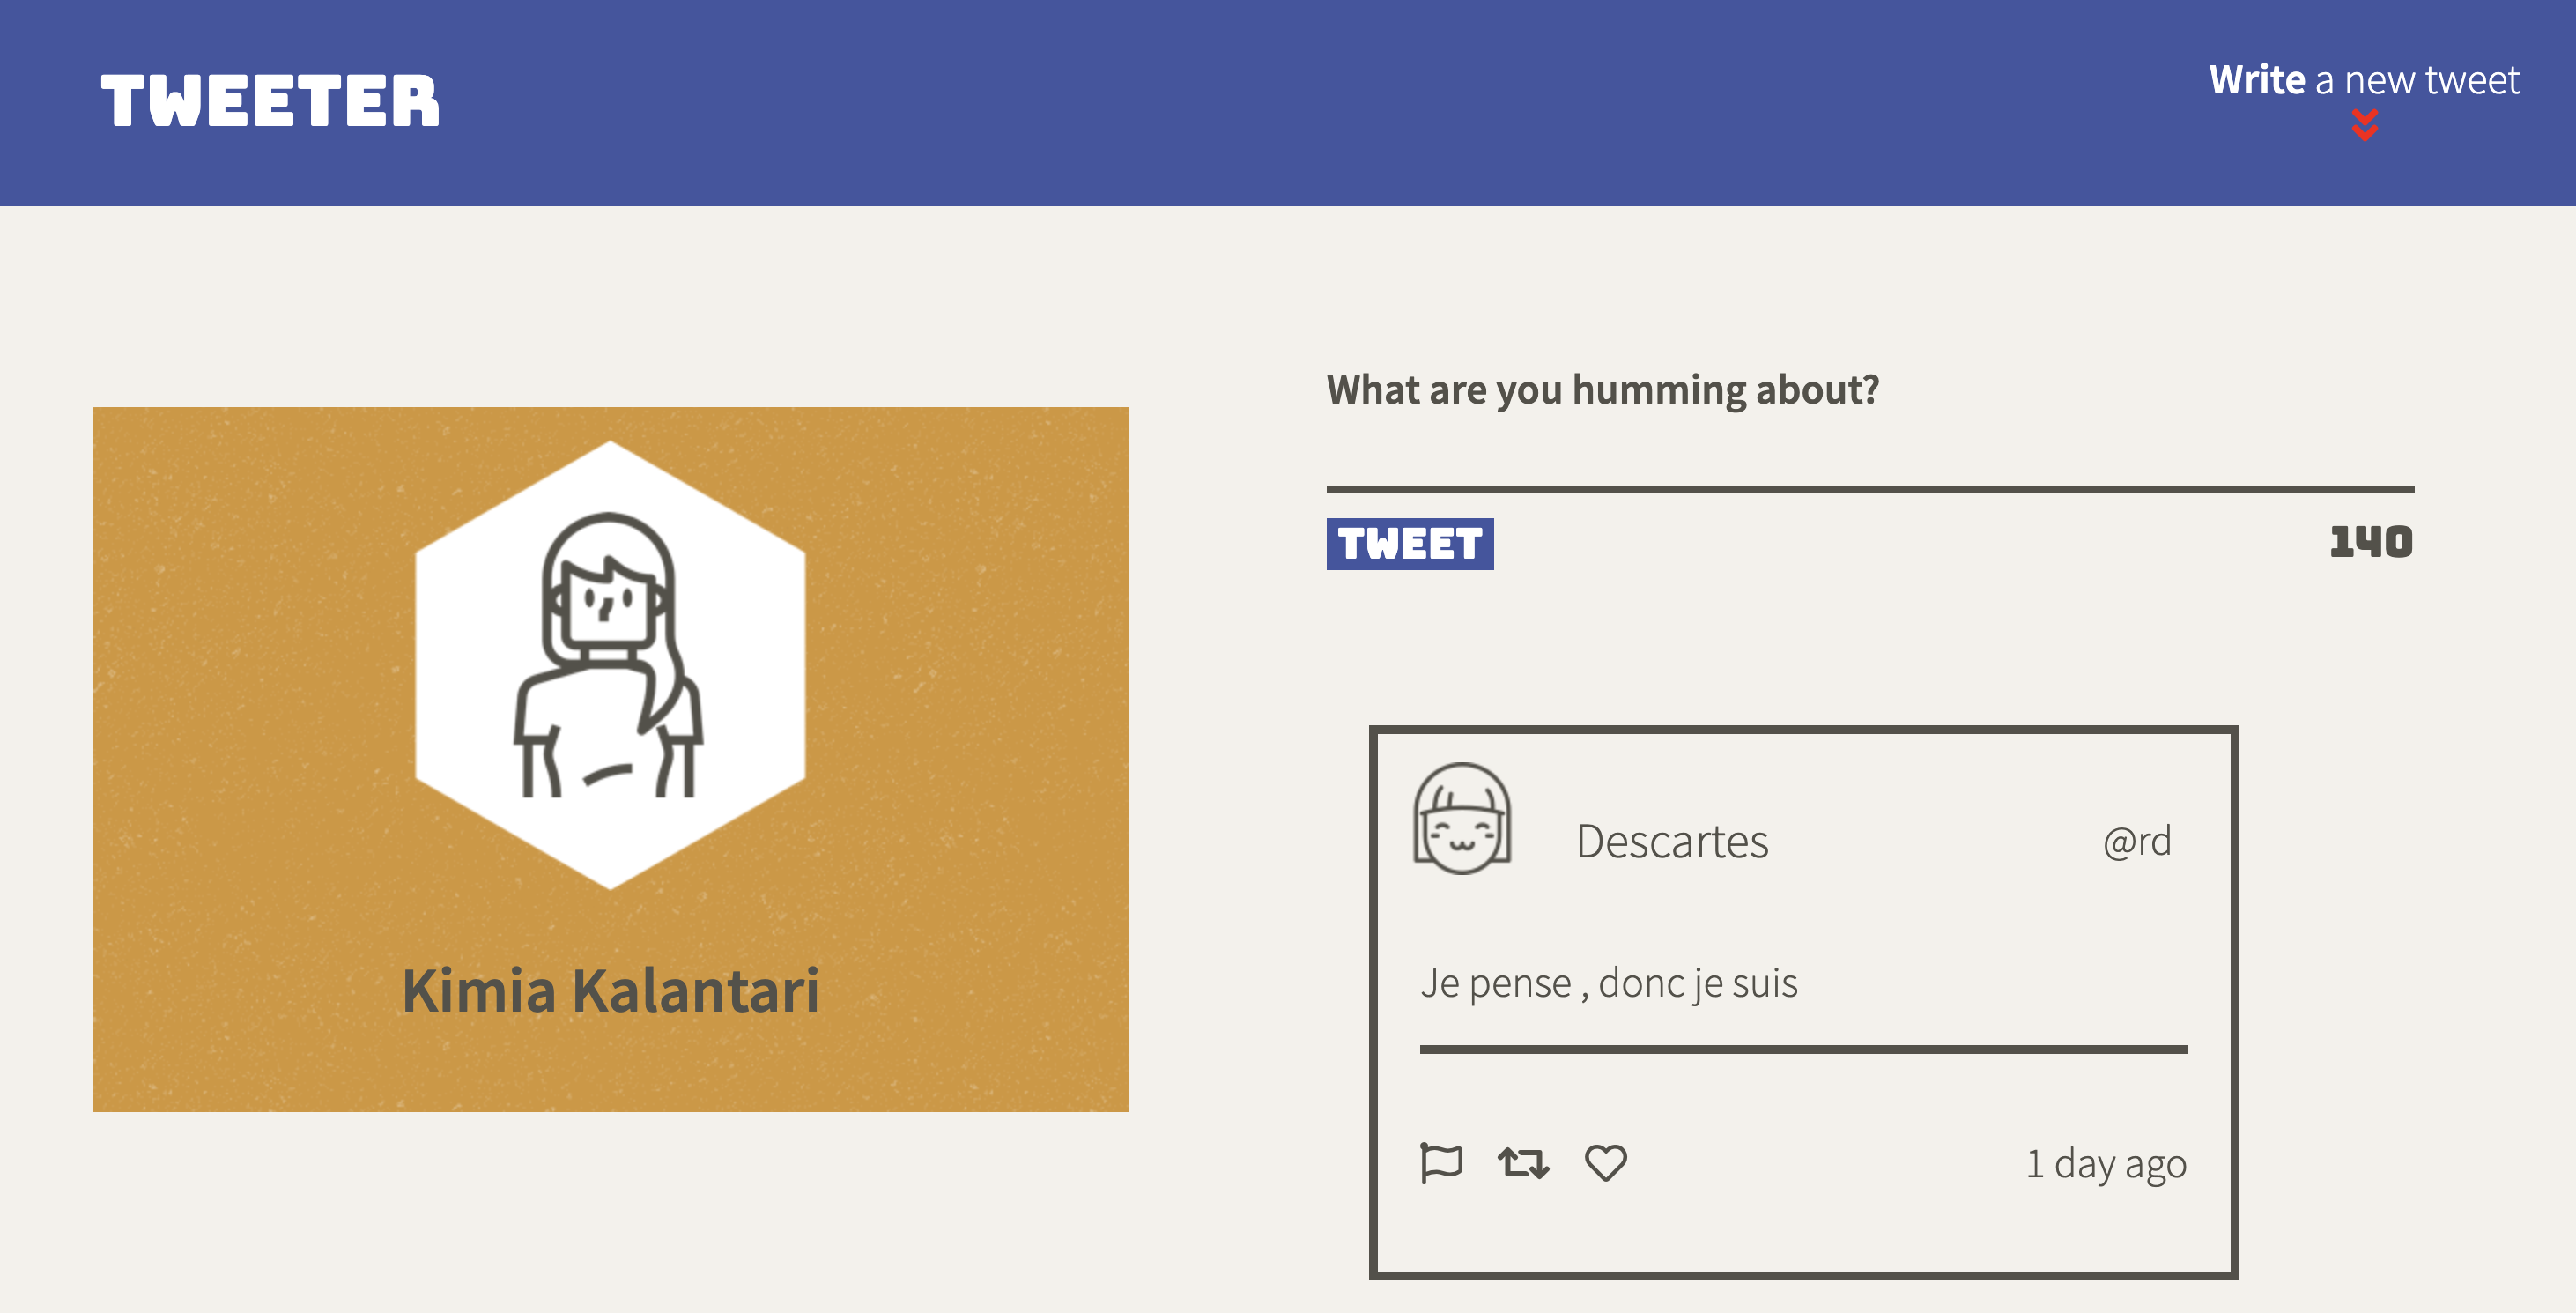 TWEETER
Write a new tweet
Kimia Kalantari
What are you humming about?
TWEET
140
Descartes
@rd
Je pense , donc je suis
1 day ago